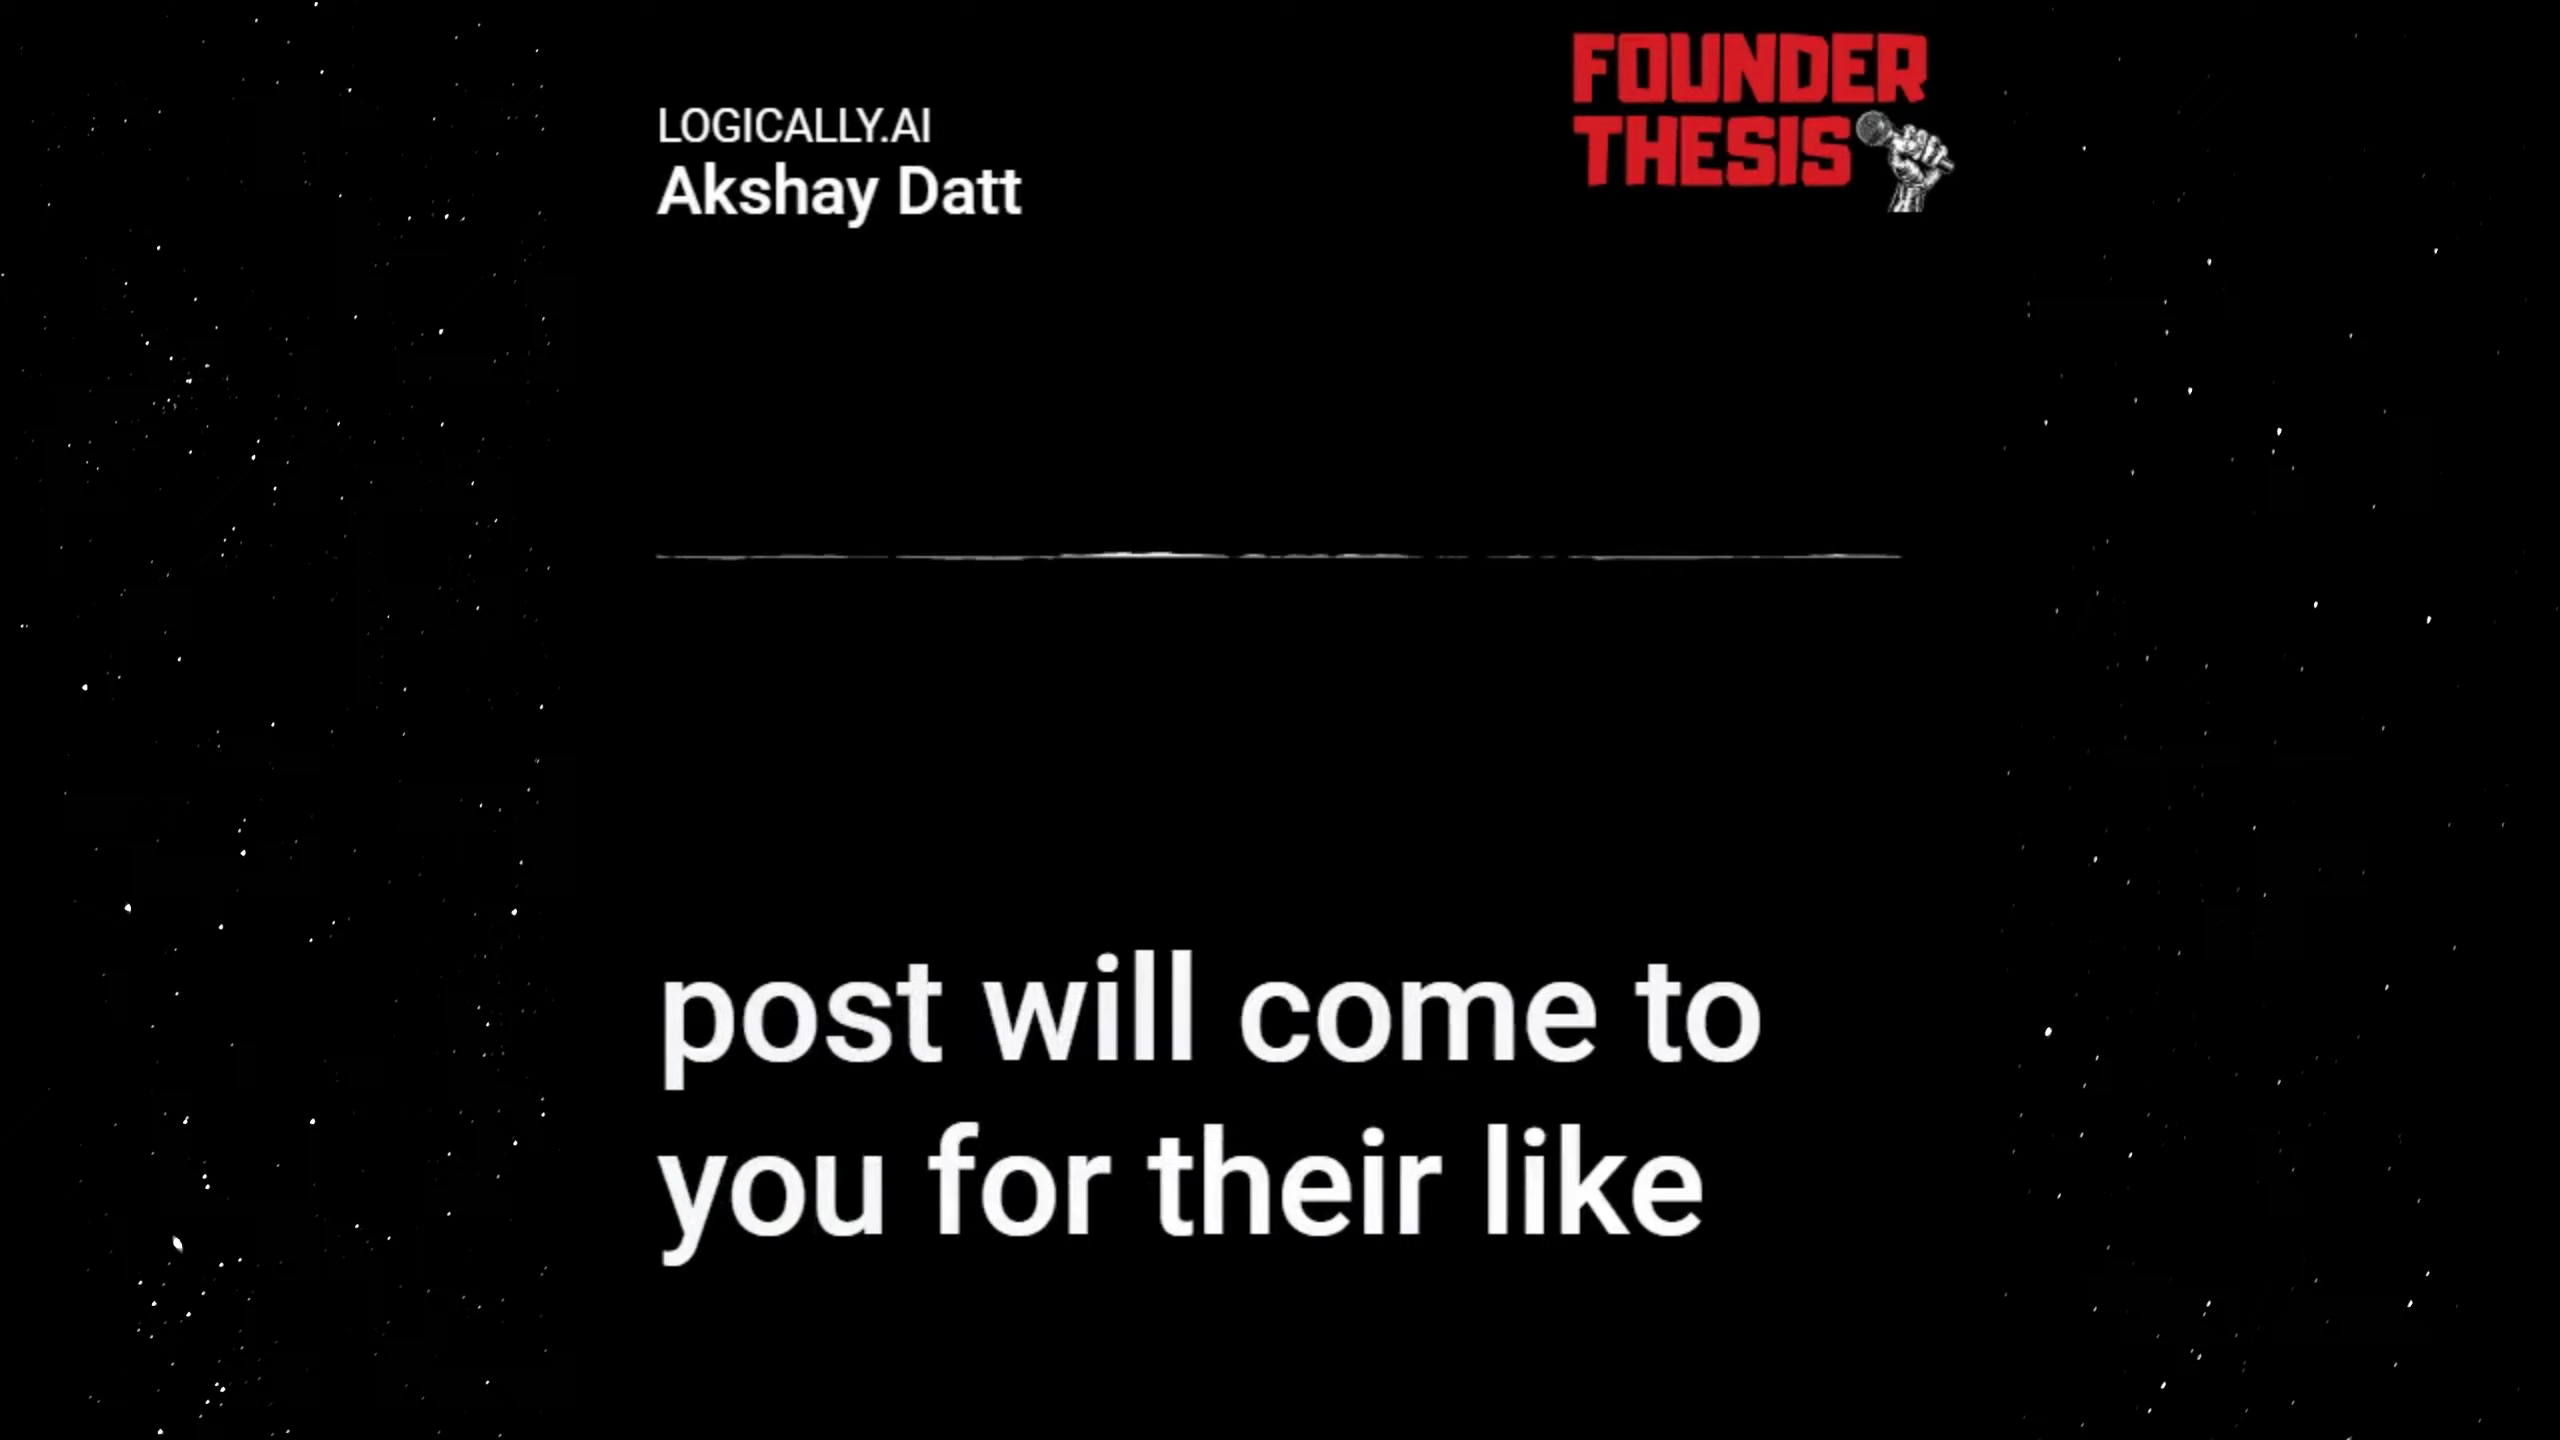 LOGICALLY.AI
Akshay Datt
FOUNDER
THESIS
post will come to
you for their like